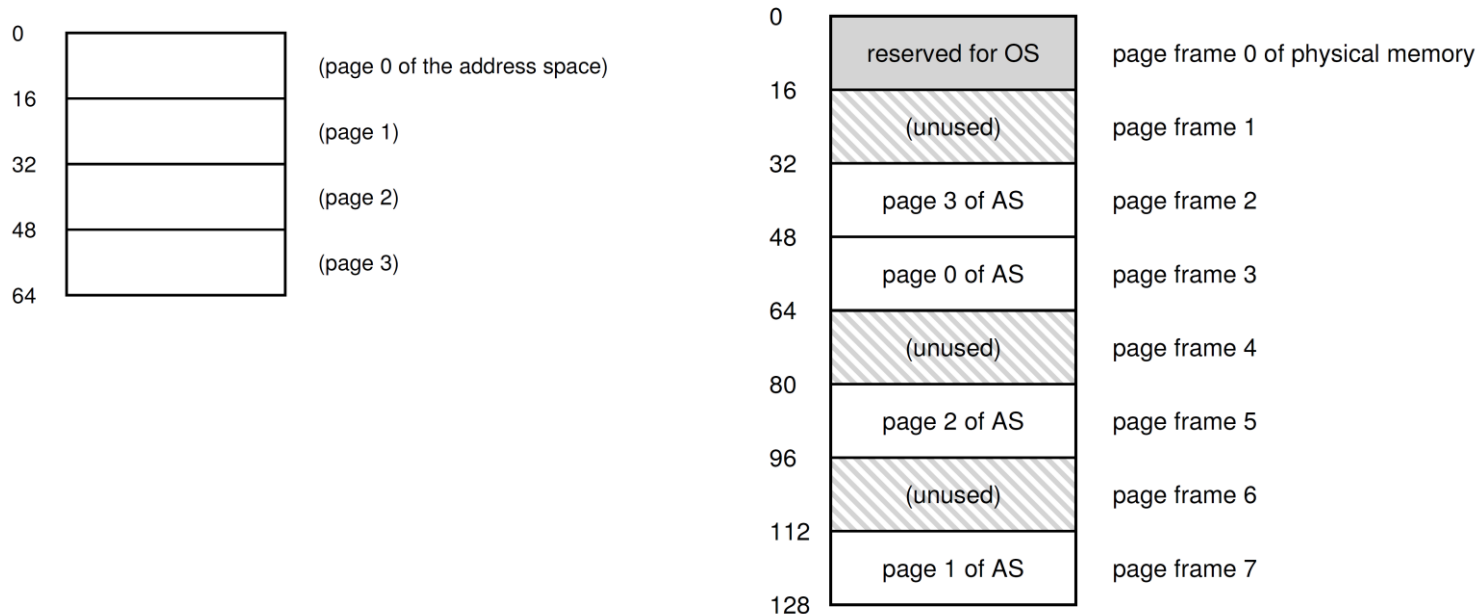 0
(page 0 of the address space)
16
(page 1)
32
(page 2)
48
(page 3)
64
0
reserved for OS page frame 0 of physical memory
16
(unused) page frame 1
32
page 3 of AS page frame 2
48
page 0 of AS page frame 3
64
(unused) page frame 4
80
page 2 of AS page frame 5
96
(unused) page frame 6
112
page 1 of AS page frame 7
128